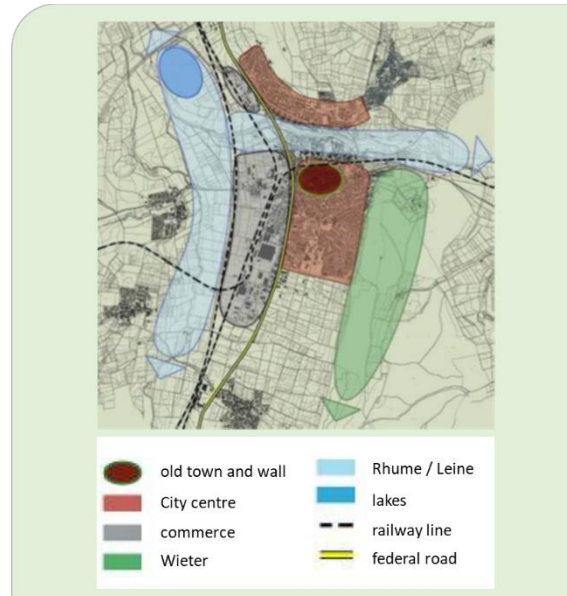 old town and wall
City centre
commerce
Wieter
Rhume / Leine
lakes
railway line
federal road